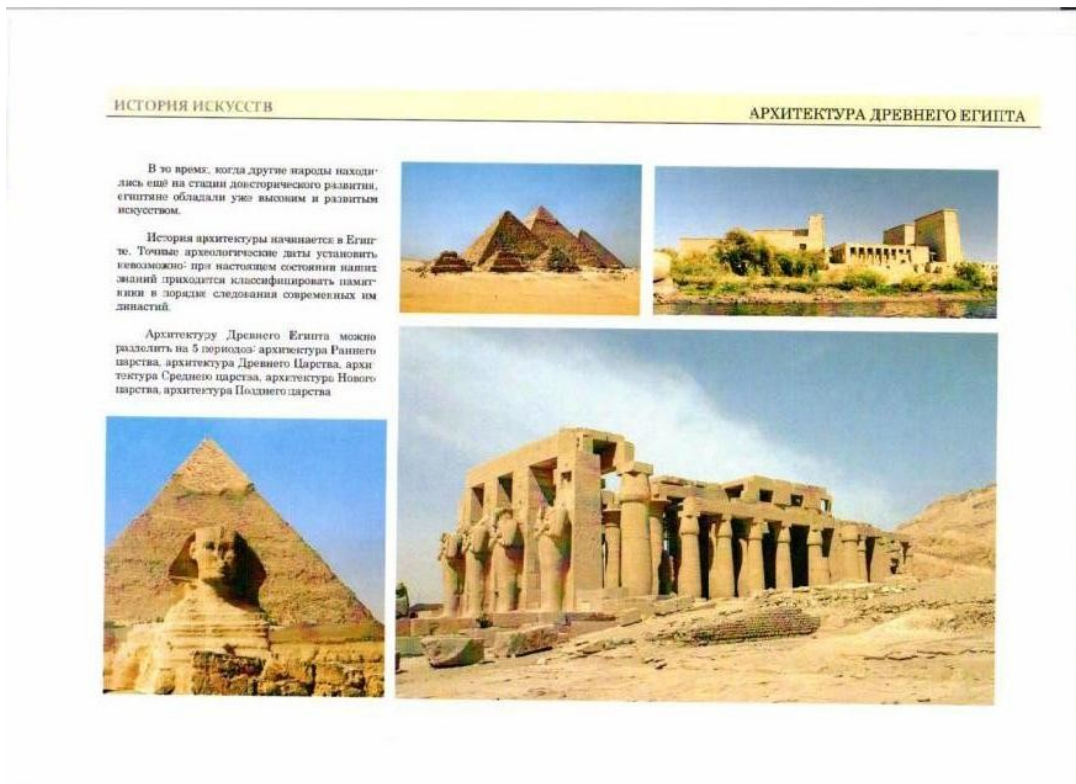 ИСТОРИЯ ИСКУССТВ
АРХИТЕКТУРА ДРЕВНЕГО ЕГИПТА
В то время, когда другие народы находи-
лись ещё на стадии доисторического развития,
египтяне обладали уже высоким и развитым
искусством.
История архитектуры начинается в Егип-
те. Точные археологические даты установить
невозможно: при настоящем состоянии наших
знаний приходится классифицировать памят-
ники в порядке следования современных им
династий.
Архитектуру Древнего Египта можно
разделить на 5 периодов: архитектура Раннего
царства, архитектура Древнего Царства, архи-
тектура Среднего царства, архитектура Нового
царства, архитектура Позднего царства